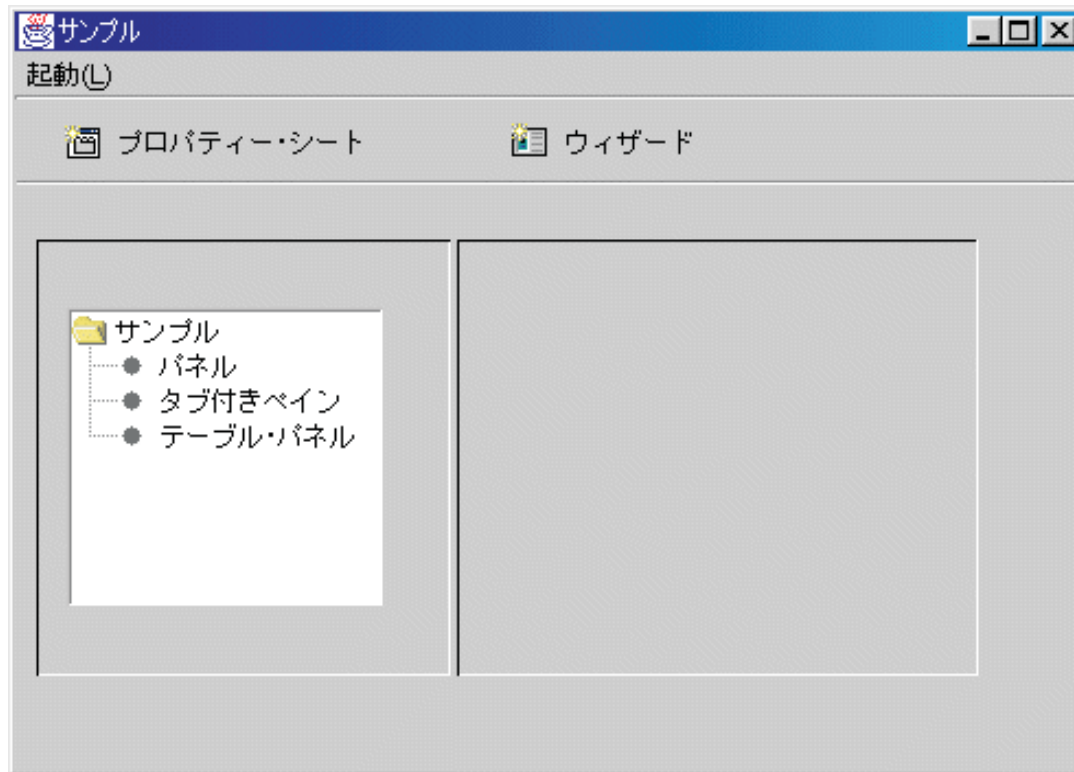 サンプル
起動(L)
プロパティー・シート
ウィザード
サンプル
パネル
タブ付きペイン
テーブル・パネル